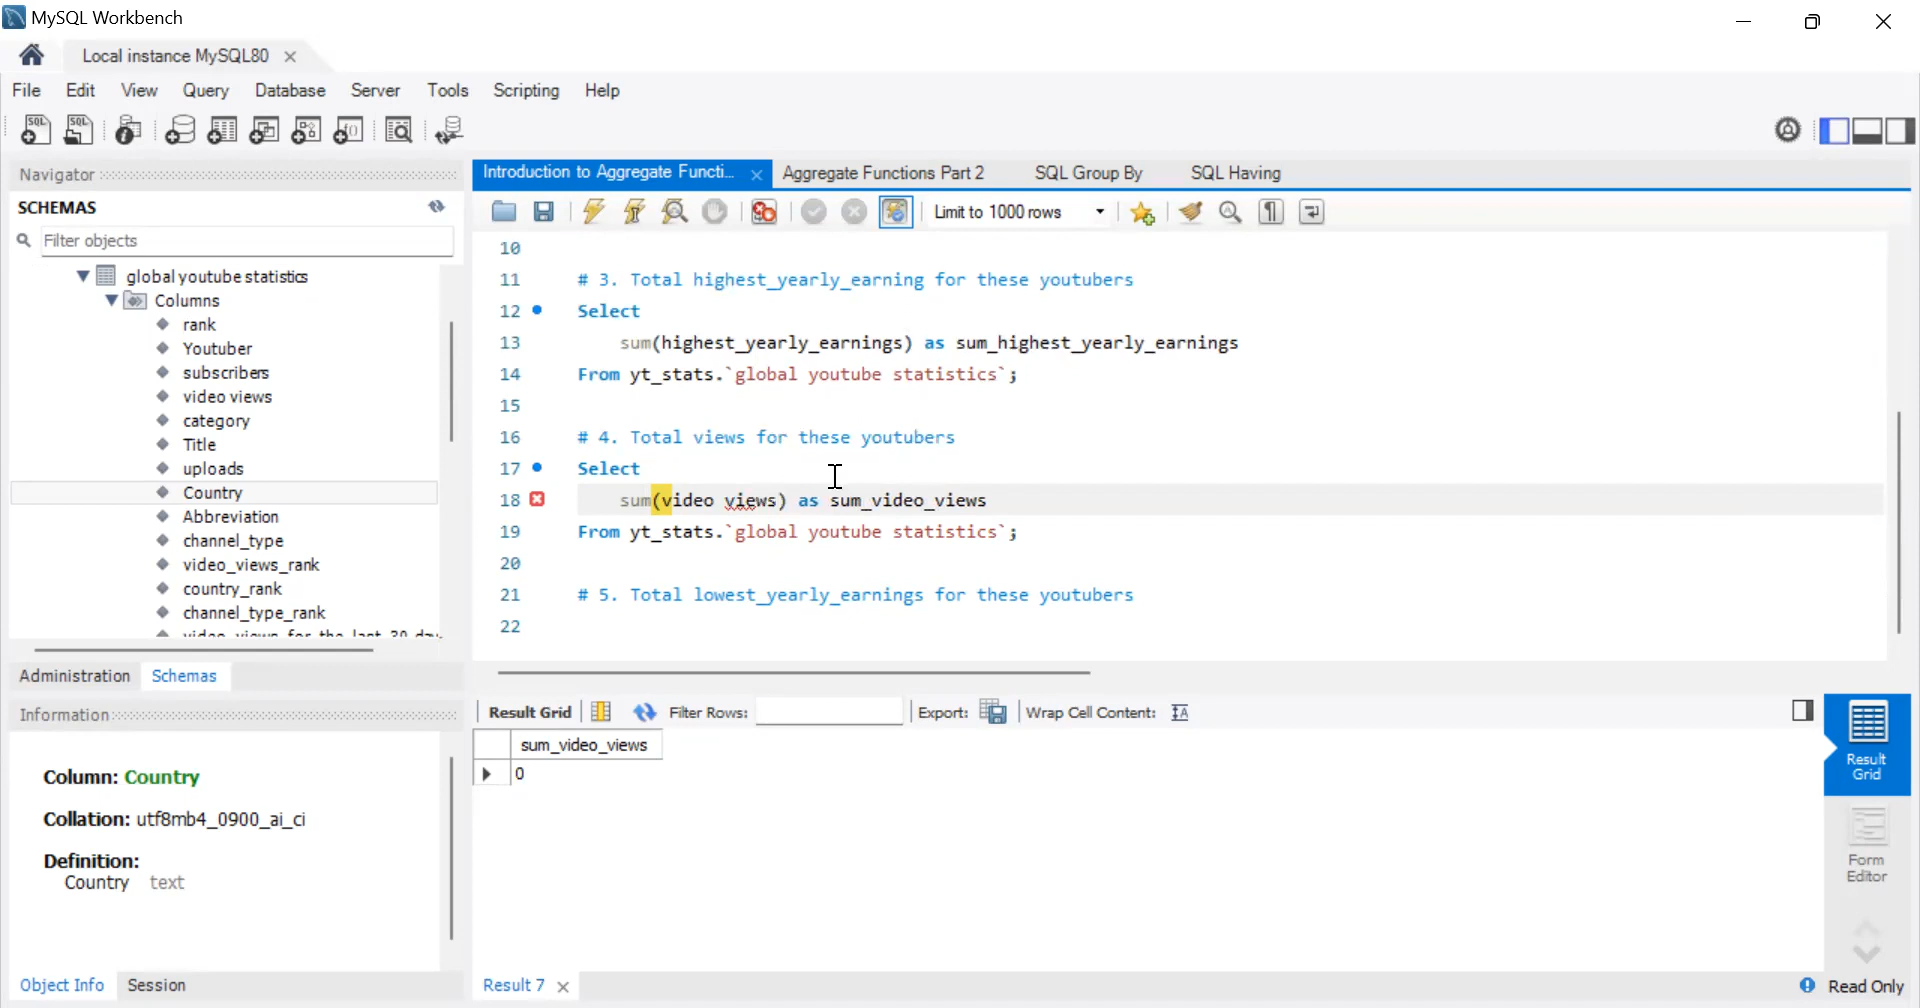 MySQL Workbench
Local instance MySQL80
File Edit View Query Database Server Tools Scripting Help
Navigator
SCHEMAS
Filter objects
global youtube statistics
Columns
rank
Youtuber
subscribers
video views
category
Title
uploads
Country
Abbreviation
channel_type
video_views_rank
country_rank
channel_type_rank
Administration Schemas
Information
Column: Country
Collation: utf8mb4_0900_ai_ci
Definition:
Country text
Object Info Session
Introduction to Aggregate Functi... Aggregate Functions Part 2 SQL Group By SQL Having
Limit to 1000 rows
10
11 # 3. Total highest_yearly_earning for these youtubers
12 Select
13 sum(highest_yearly_earnings) as sum_highest_yearly_earnings
14 From yt_stats.`global youtube statistics`;
15
16 # 4. Total views for these youtubers
17 Select
18 sum(video views) as sum_video_views
19 From yt_stats.`global youtube statistics`;
20
21 # 5. Total lowest_yearly_earnings for these youtubers
22
Result Grid Filter Rows: Export: Wrap Cell Content:
sum_video_views
0
Result Grid
Form Editor
Result 7
Read Only